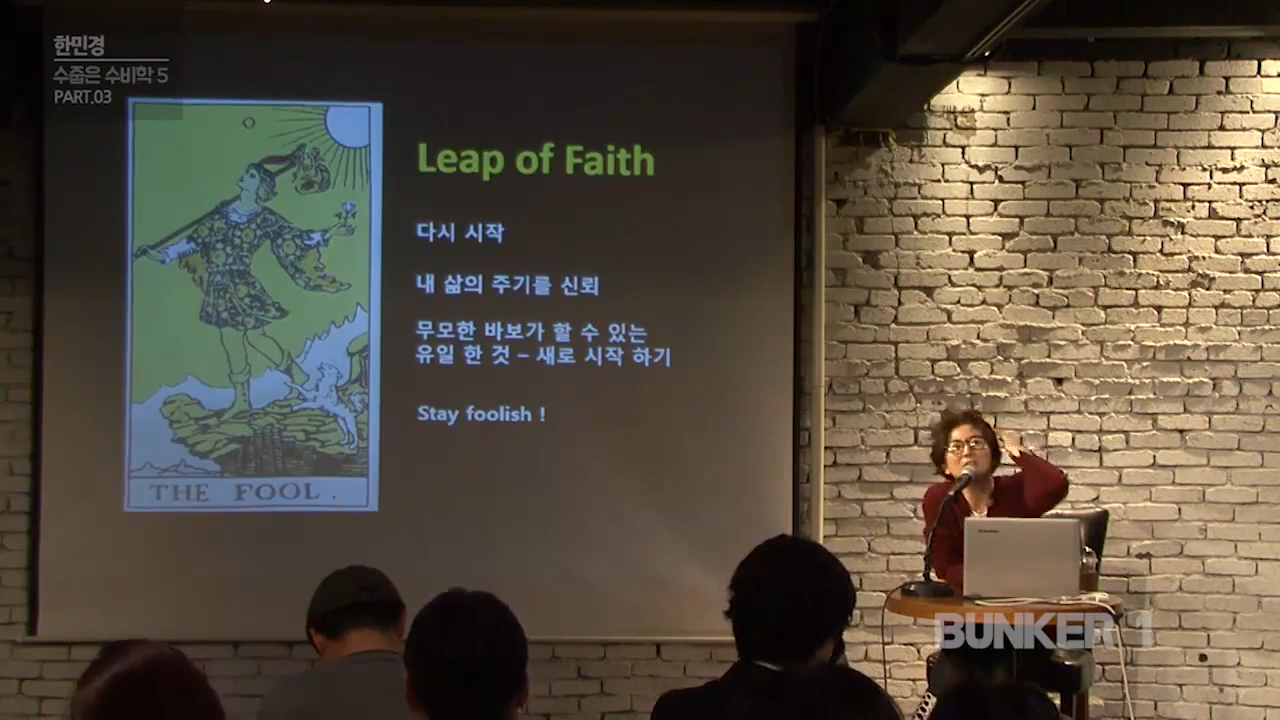 한민경
수줍은 수비학 5
PART.03
Leap of Faith
다시 시작
내 삶의 주기를 신뢰
무모한 바보가 할 수 있는
유일 한 것 – 새로 시작 하기
Stay foolish !
0
THE FOOL.
BUNKER 1